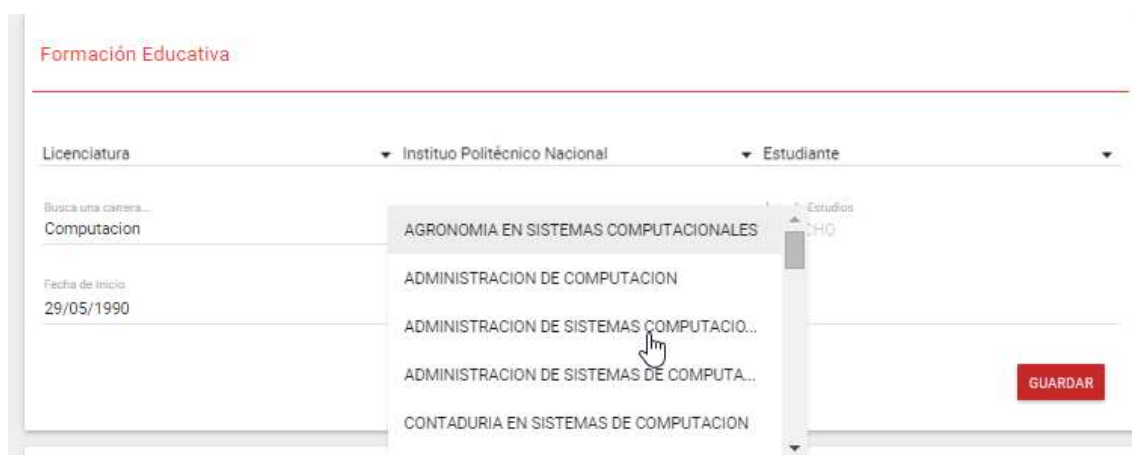 Formación Educativa
Licenciatura
Instituo Politécnico Nacional
Estudiante
Busca una carrera...
Computacion
Estudios
CHO
Fecha de Inicio
29/05/1990
AGRONOMIA EN SISTEMAS COMPUTACIONALES
ADMINISTRACION DE COMPUTACION
ADMINISTRACION DE SISTEMAS COMPUTACIO...
ADMINISTRACION DE SISTEMAS DE COMPUTA...
CONTADURIA EN SISTEMAS DE COMPUTACION
GUARDAR